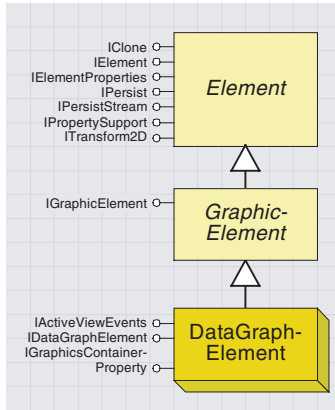 IClone
IElement
IElementProperties
IPersist
IPersistStream
IPropertySupport
ITransform2D
Element
IGraphicElement
Graphic-
Element
IActiveViewEvents
IDataGraphElement
IGraphicsContainer-
Property
DataGraph-
Element